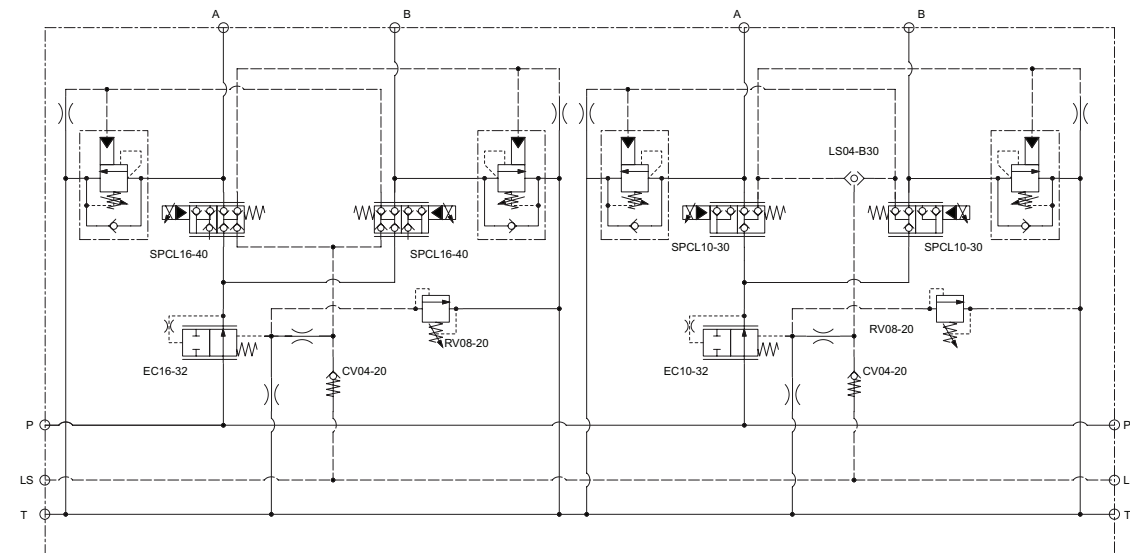 A B A B
LS04-B30
SPCL16-40 SPCL16-40 SPCL10-30 SPCL10-30
RV08-20 RV08-20
EC16-32 CV04-20 EC10-32 CV04-20
P P
LS L
T T